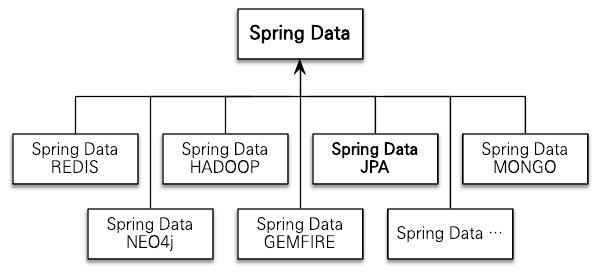 Spring Data
Spring Data
REDIS
Spring Data
HADOOP
Spring Data
JPA
Spring Data
MONGO
Spring Data
NEO4j
Spring Data
GEMFIRE
Spring Data ⋯